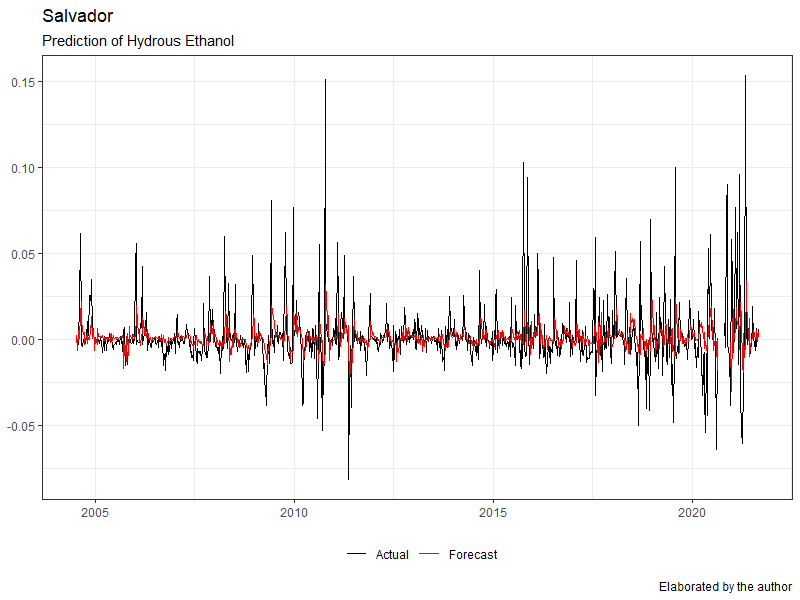 Salvador
Prediction of Hydrous Ethanol
0.15
0.10
0.05
0.00
-0.05
2005 2010 2015 2020
Actual Forecast
Elaborated by the author